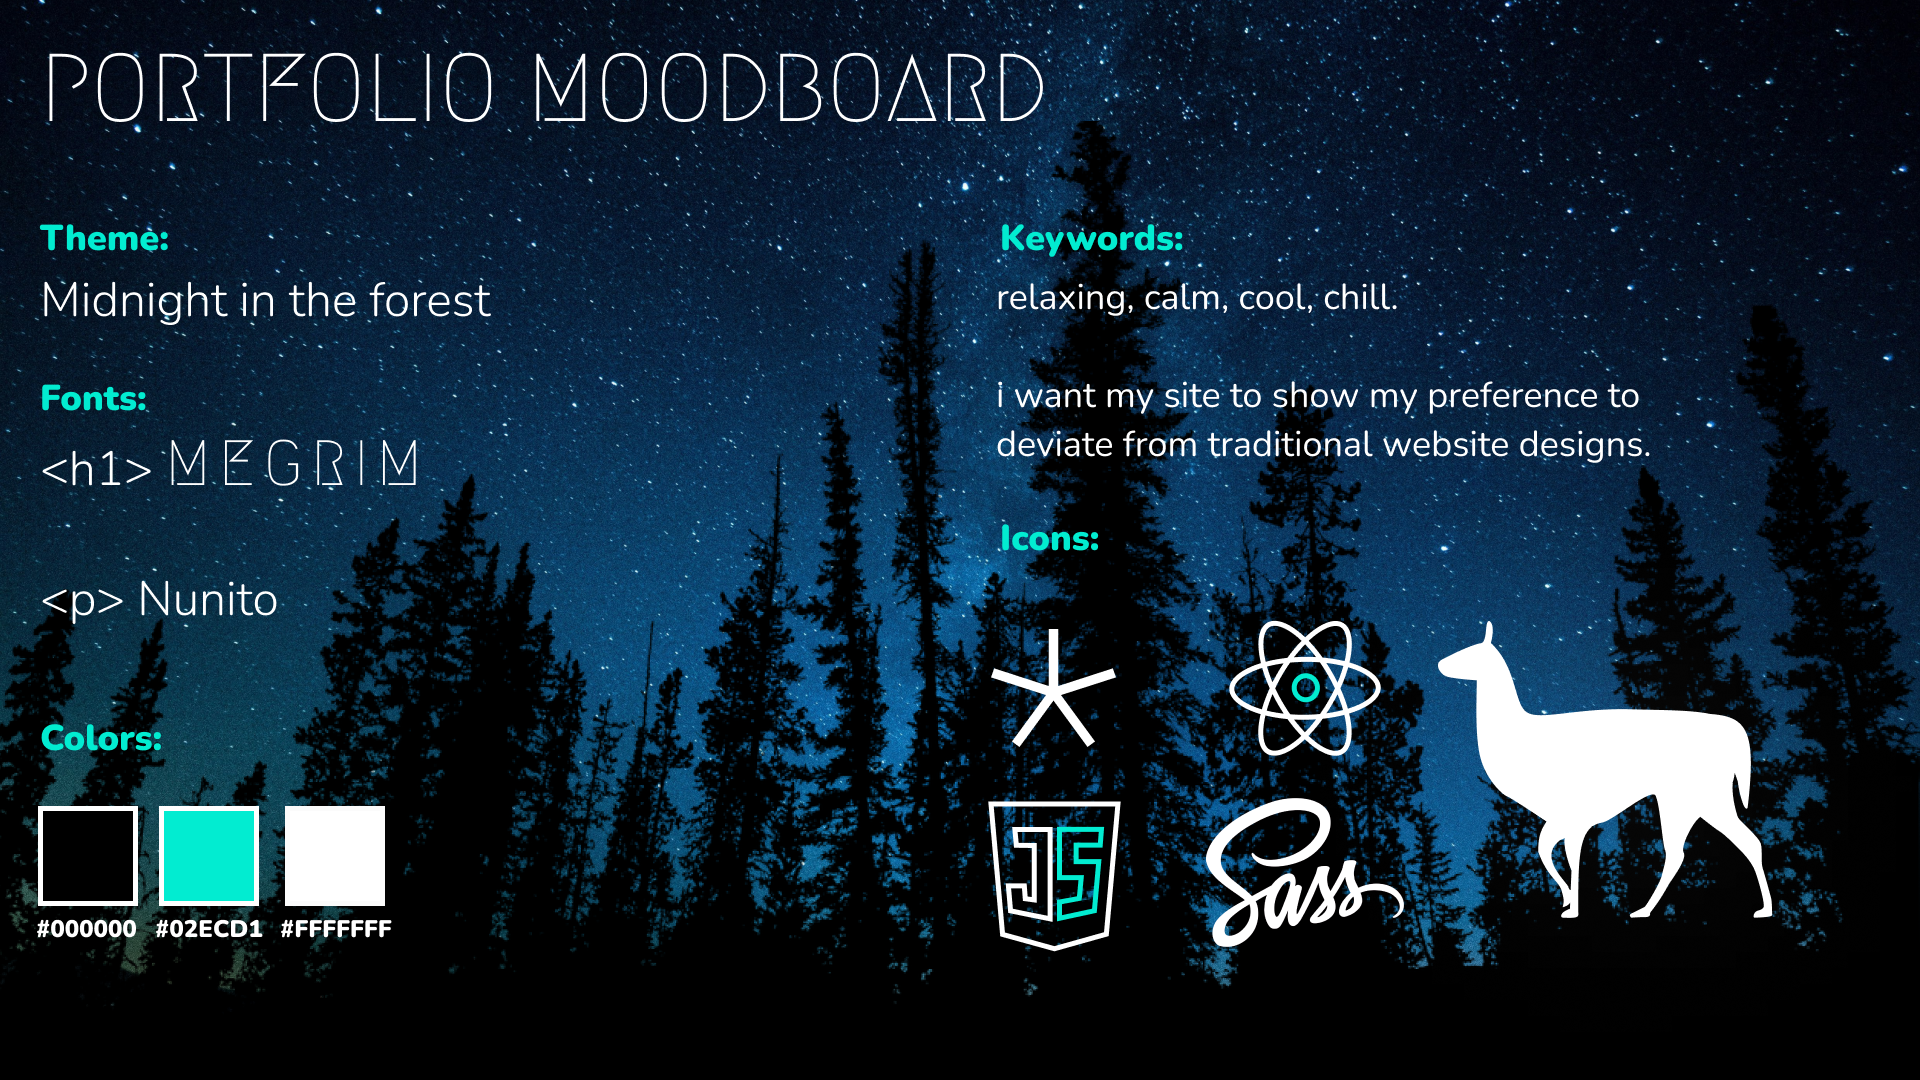 PORTFOLIO MOODBOARD
Theme:
Midnight in the forest
Fonts:
<h1> MEGRIM
<p> Nunito
Colors:
#000000 #02ECD1 #FFFFFFF
Keywords:
relaxing, calm, cool, chill.
i want my site to show my preference to
deviate from traditional website designs.
Icons:
JS
Sass